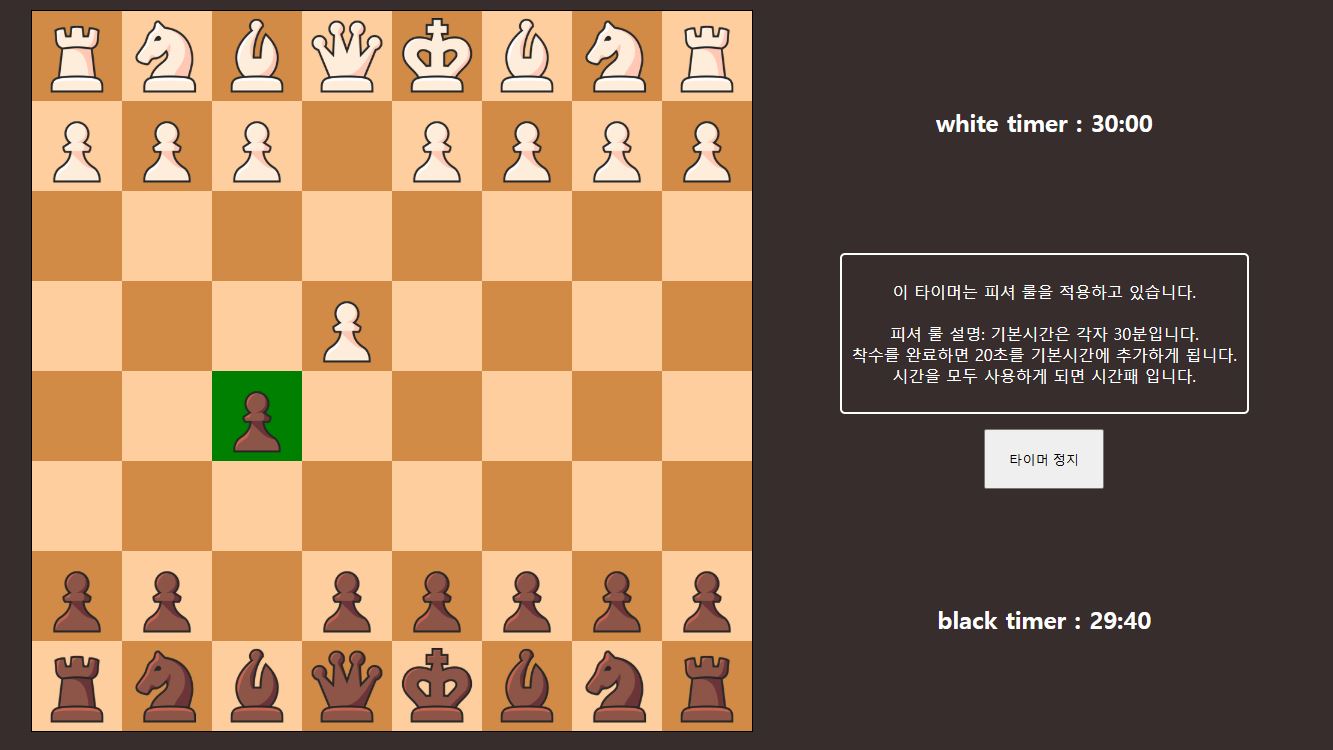 white timer : 30:00
이 타이머는 피셔 룰을 적용하고 있습니다.
피셔 룰 설명: 기본시간은 각자 30분입니다.
착수를 완료하면 20초를 기본시간에 추가하게 됩니다.
시간을 모두 사용하게 되면 시간패 입니다.
타이머 정지
black timer : 29:40